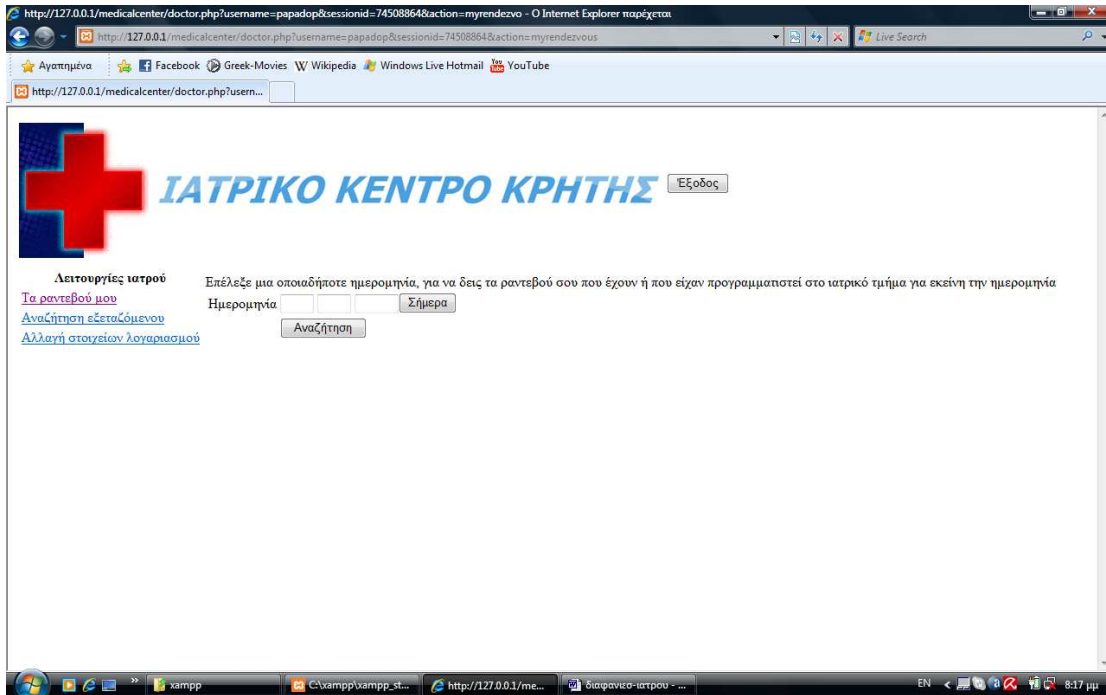 http://127.0.0.1/medicalcenter/doctor.php?username=papadop&sessionid=74508864&action=myrendezvo - Ο Internet Explorer παρέχεται
http://127.0.0.1/medicalcenter/doctor.php?username=papadop&sessionid=74508864&action=myrendezvous
Live Search
Αγαπημένα Facebook Greek-Movies W Wikipedia Windows Live Hotmail YouTube
http://127.0.0.1/medicalcenter/doctor.php?usern...
ΙΑΤΡΙΚΟ ΚΕΝΤΡΟ ΚΡΗΤΗΣ Έξοδος
Λειτουργίες ιατρού
Τα ραντεβού μου
Αναζήτηση εξεταζόμενου
Αλλαγή στοιχείων λογαριασμού
Επέλεξε μια οποιαδήποτε ημερομηνία, για να δεις τα ραντεβού σου που έχουν ή που είχαν προγραμματιστεί στο ιατρικό τμήμα για εκείνη την ημερομηνία
Ημερομηνία Σήμερα
Αναζήτηση
xampp C:\xampp\xampp_st... http://127.0.0.1/me... διαφανιεσ-ιατρου - ... EN 8:17 μμ